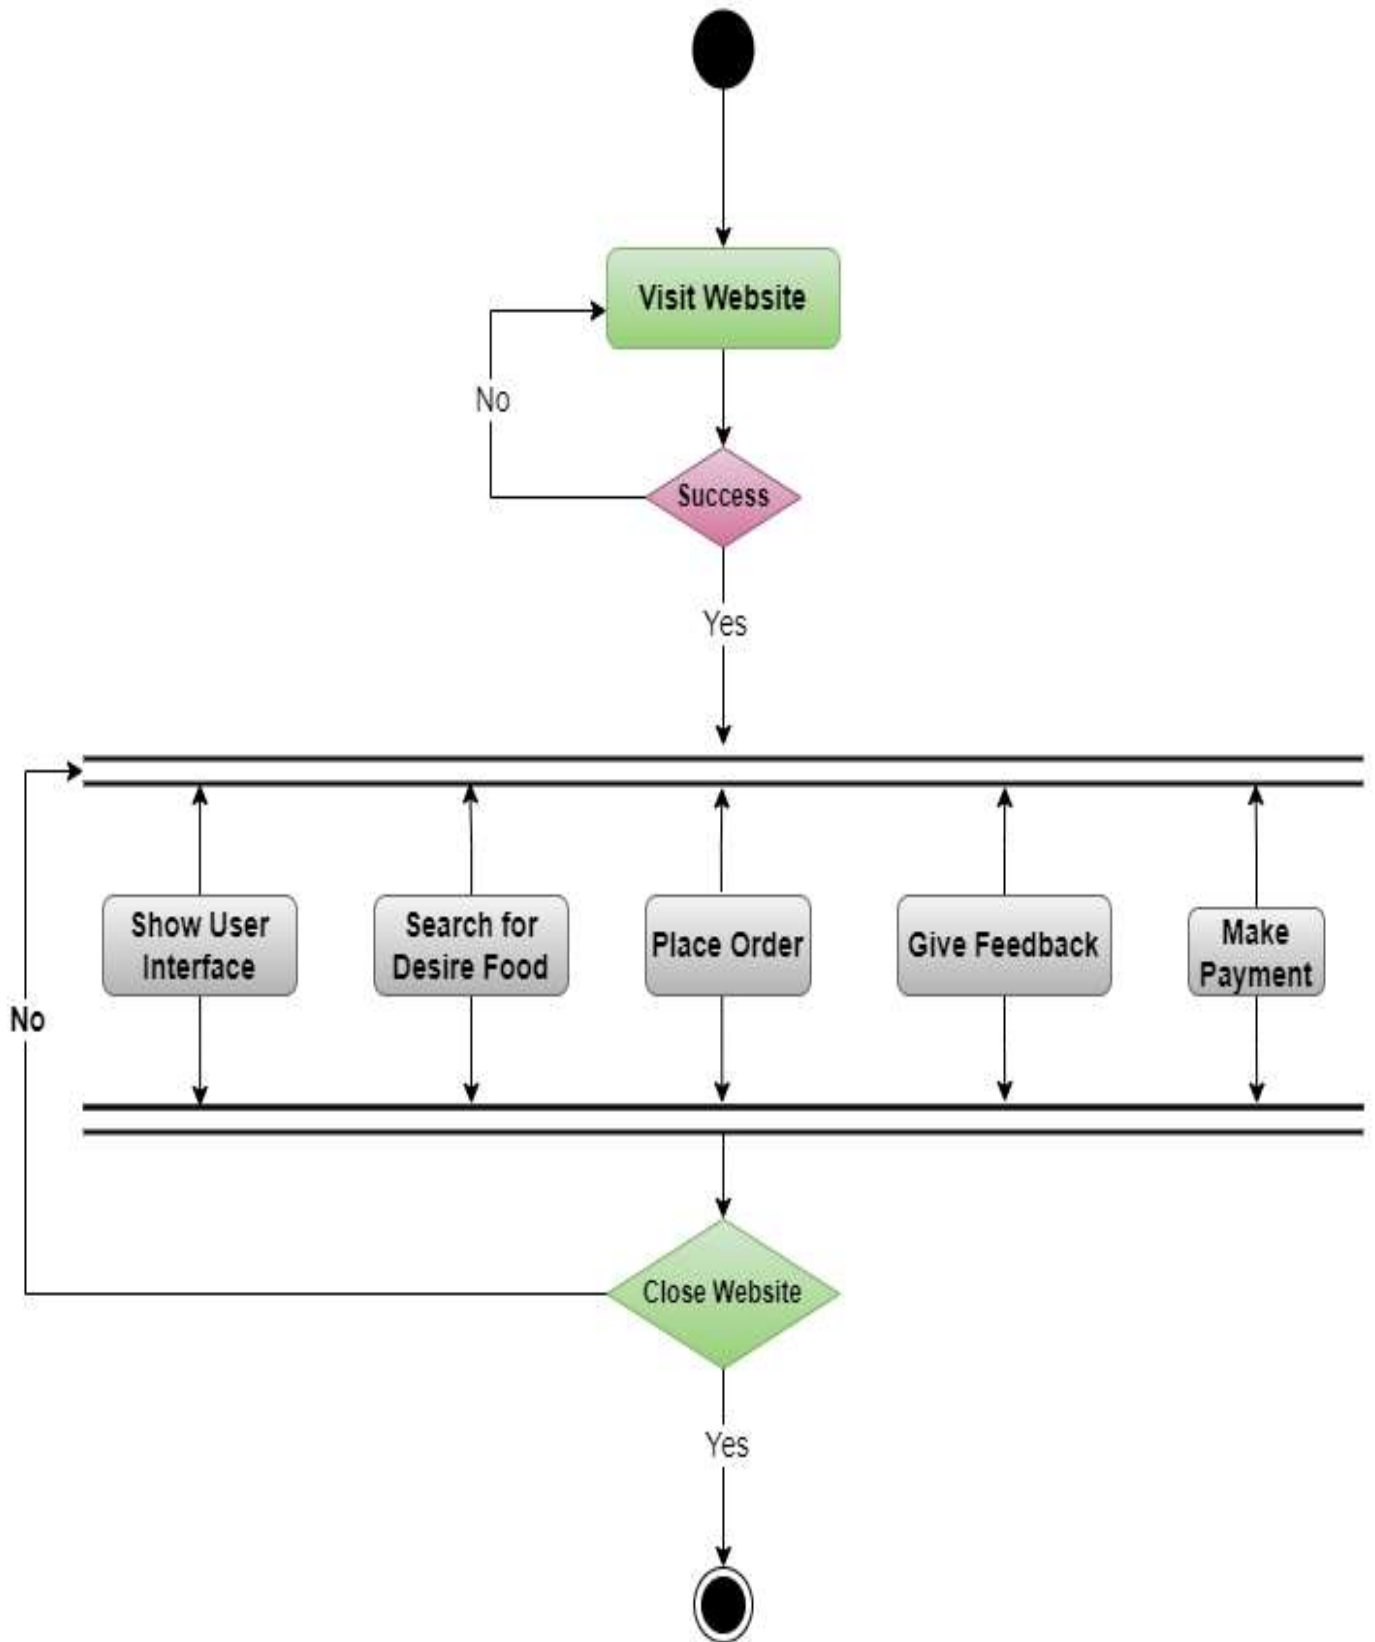 Visit Website
No
Success
Yes
Show User
Interface
Search for
Desire Food
Place Order
Give Feedback
Make
Payment
No
Close Website
Yes